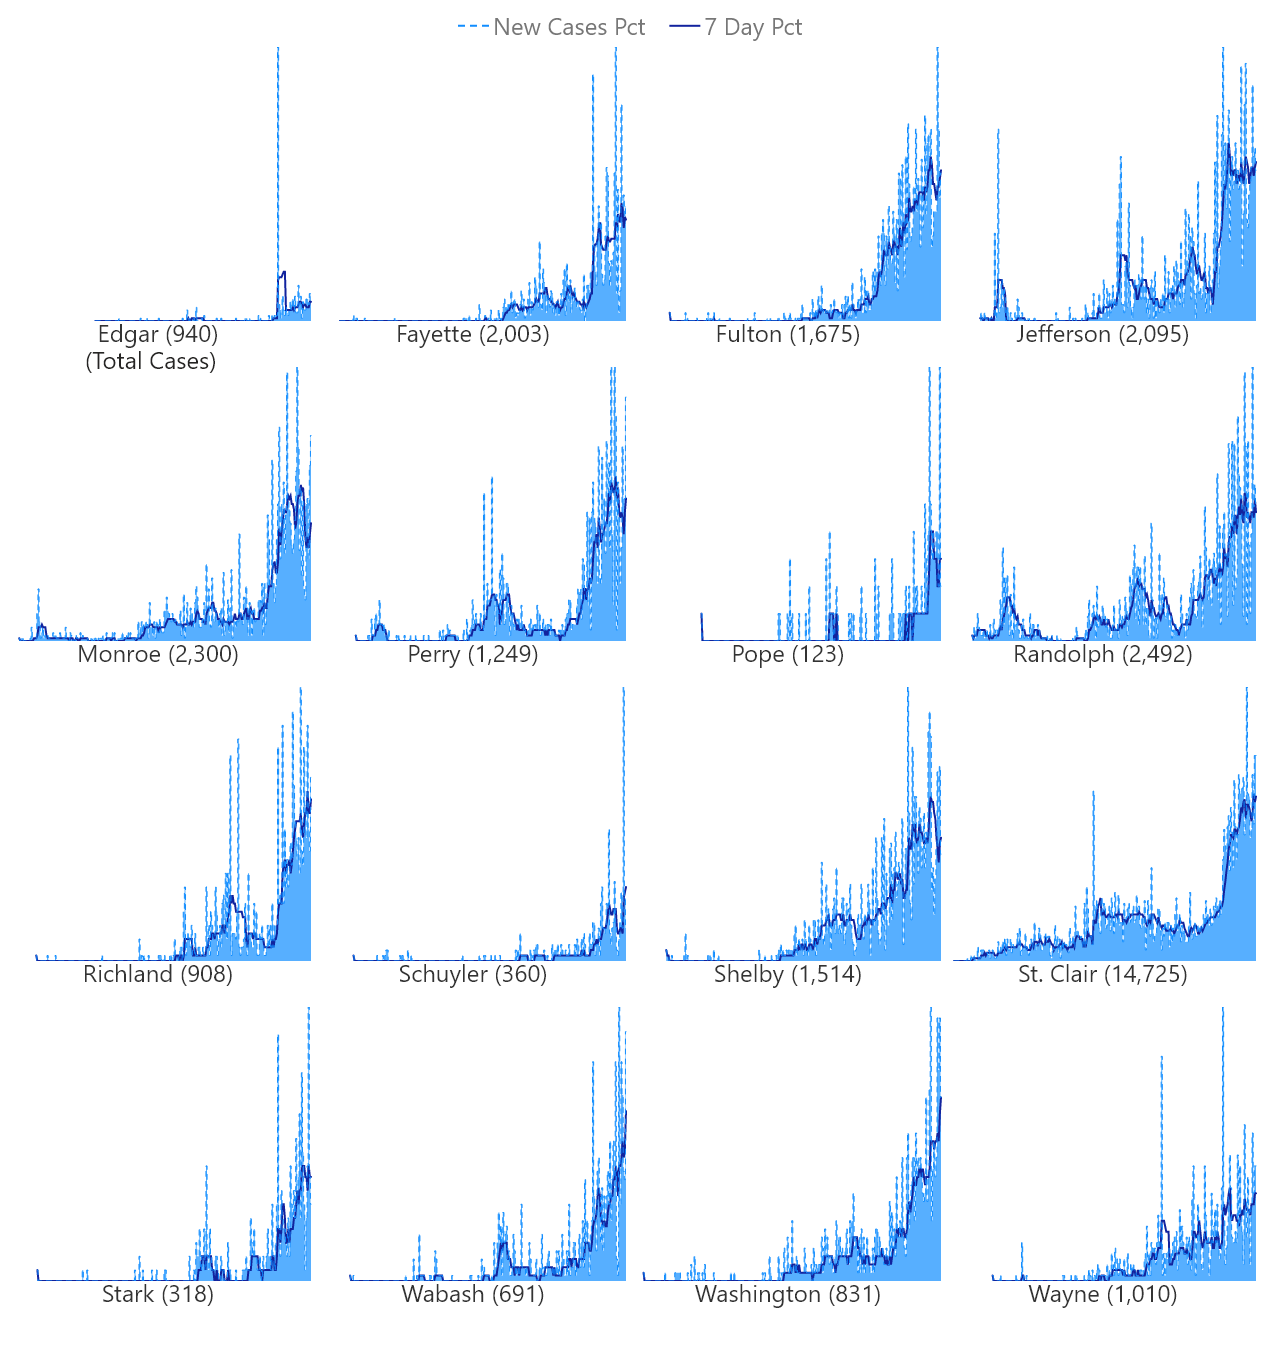 New Cases Pct 7 Day Pct
Edgar (940)
(Total Cases)
Fayette (2,003)
Fulton (1,675)
Jefferson (2,095)
Monroe (2,300)
Perry (1,249)
Pope (123)
Randolph (2,492)
Richland (908)
Schuyler (360)
Shelby (1,514)
St. Clair (14,725)
Stark (318)
Wabash (691)
Washington (831)
Wayne (1,010)